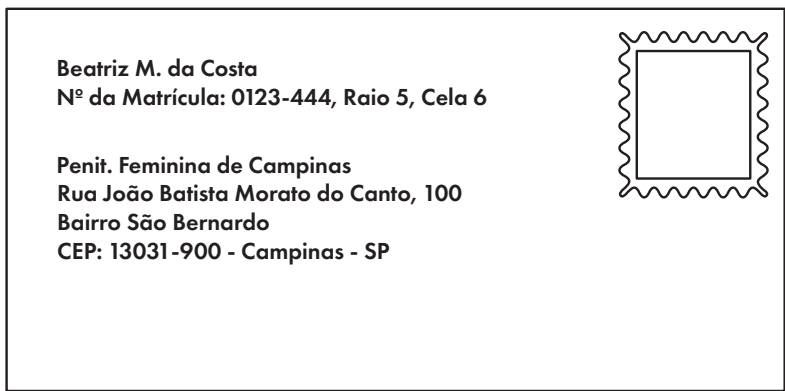 Beatriz M. da Costa
Nº da Matrícula: 0123-444, Raio 5, Cela 6
Penit. Feminina de Campinas
Rua João Batista Morato do Canto, 100
Bairro São Bernardo
CEP: 13031-900 - Campinas - SP